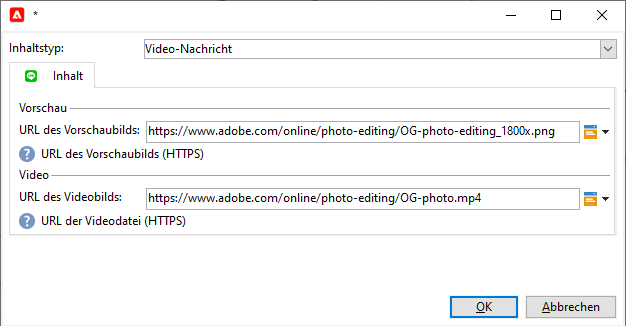 *
Inhaltstyp: Video-Nachricht
Inhalt
Vorschau
URL des Vorschaubilds: https://www.adobe.com/online/photo-editing/OG-photo-editing_1800x.png
? URL des Vorschaubilds (HTTPS)
Video
URL des Videobilds: https://www.adobe.com/online/photo-editing/OG-photo.mp4
? URL der Videodatei (HTTPS)
OK Abbrechen